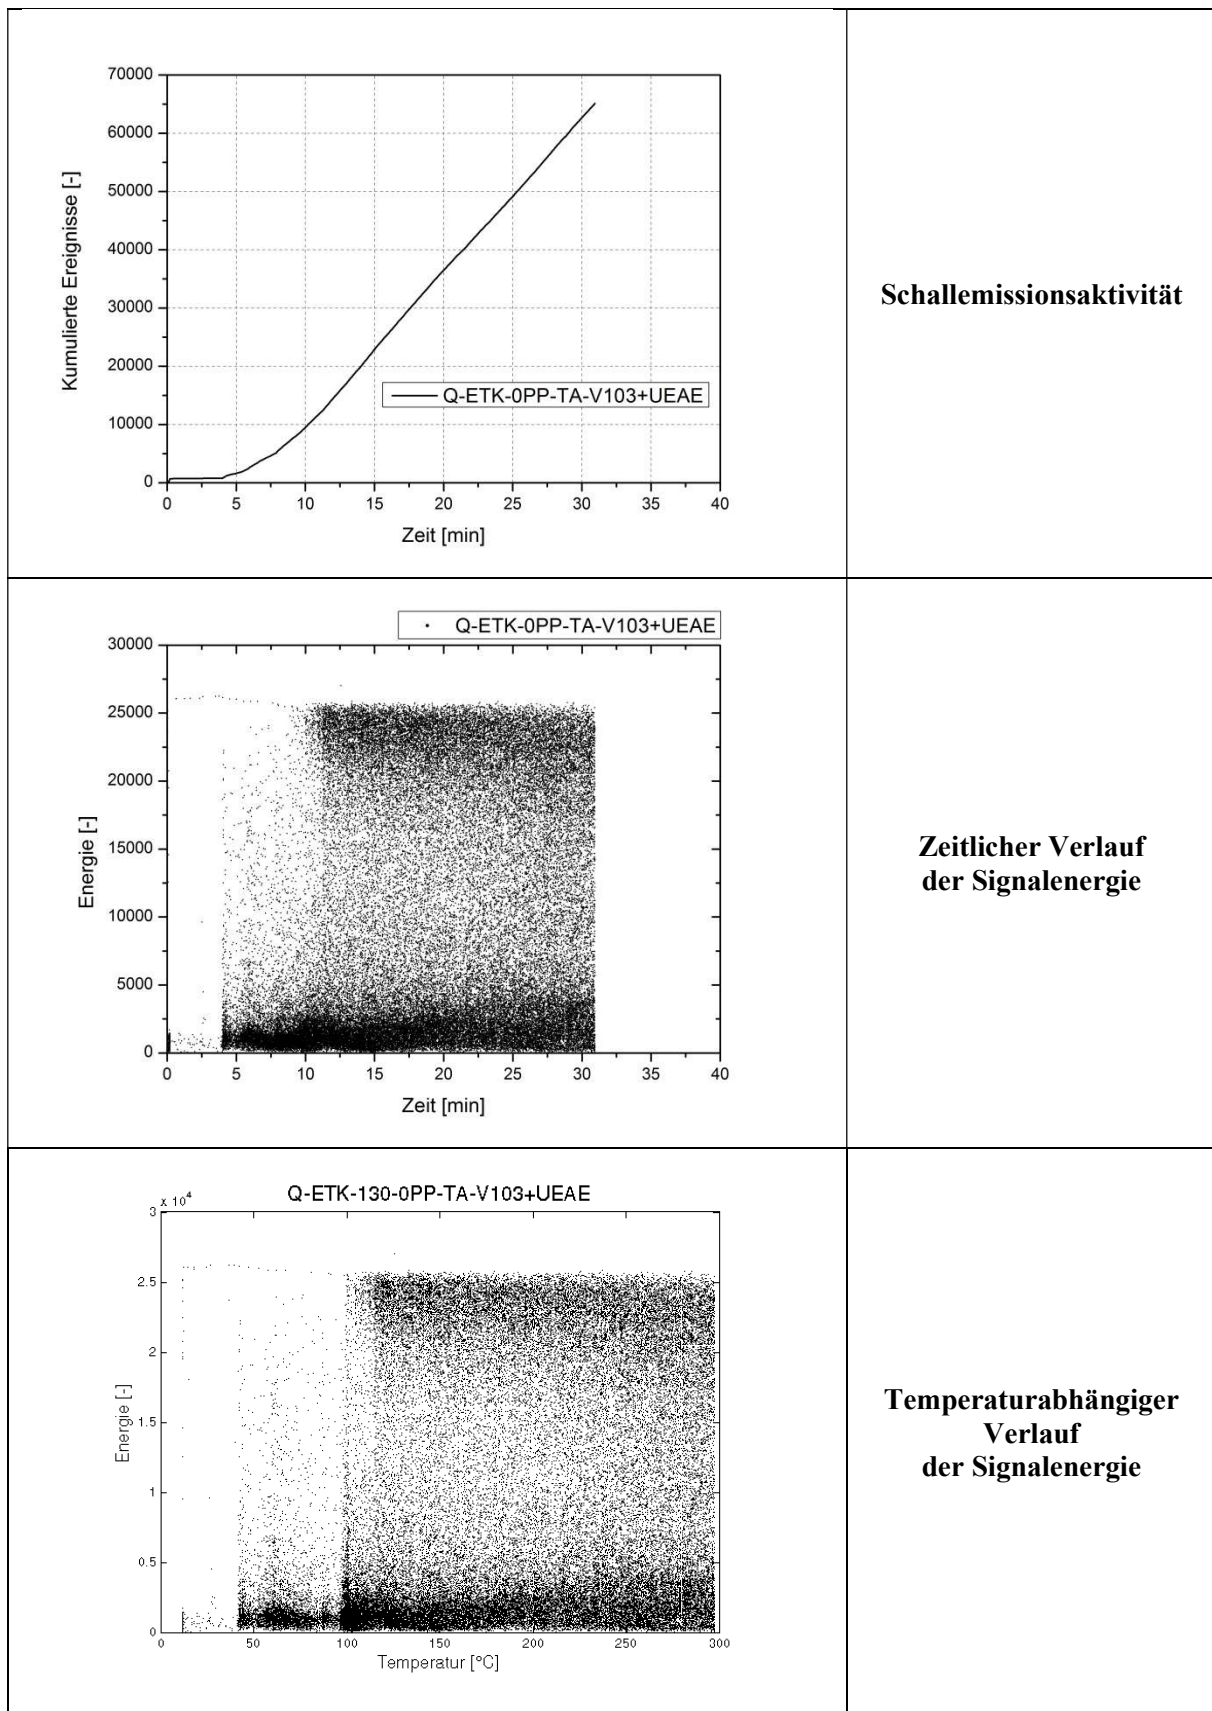 70000
60000
50000
40000
30000
20000
10000
0
Kumulierte Ereignisse [-]
Q-ETK-0PP-TA-V103+UEAE
0 5 10 15 20 25 30 35 40
Zeit [min]
Schallemissionsaktivität
Q-ETK-0PP-TA-V103+UEAE
30000
25000
20000
15000
10000
5000
0
Energie [-]
0 5 10 15 20 25 30 35 40
Zeit [min]
Zeitlicher Verlauf
der Signalenergie
Q-ETK-130-0PP-TA-V103+UEAE
x 10⁴
3
2.5
2
1.5
1
0.5
0
Energie [-]
0 50 100 150 200 250 300
Temperatur [°C]
Temperaturabhängiger
Verlauf
der Signalenergie